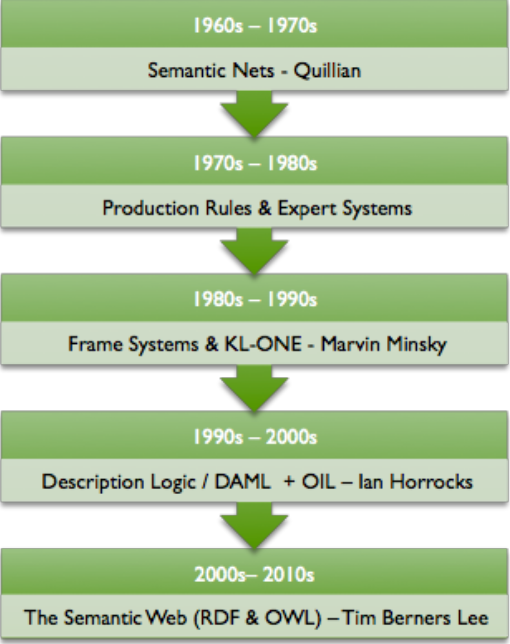 1960s – 1970s
Semantic Nets - Quillian
1970s – 1980s
Production Rules & Expert Systems
1980s – 1990s
Frame Systems & KL-ONE - Marvin Minsky
1990s – 2000s
Description Logic / DAML + OIL – Ian Horrocks
2000s– 2010s
The Semantic Web (RDF & OWL) – Tim Berners Lee